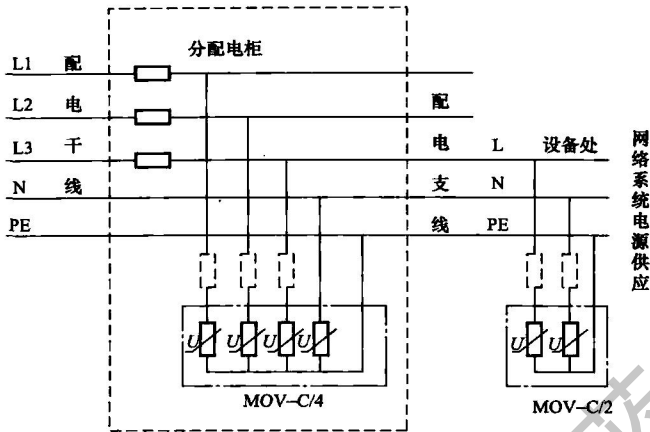 分配电柜
L1 配
L2 电
L3 干
N 线
PE
配
电
支
线
L 设备处
N
PE
网络系统电源供应
U U U U
MOV-C/4
U U
MOV-C/2